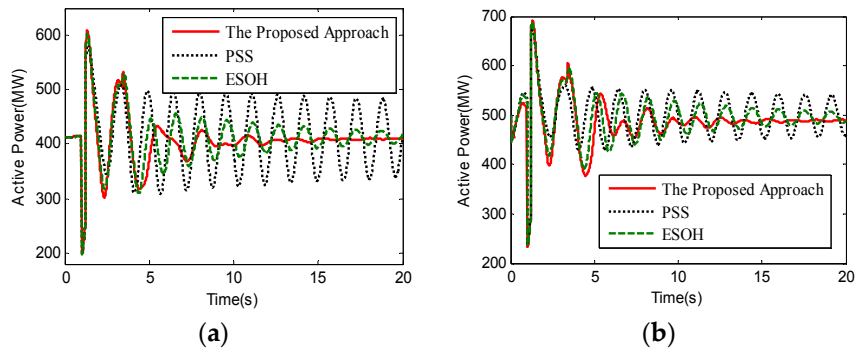 600
500
400
300
200
Active Power(MW)
The Proposed Approach
PSS
ESOH
0 5 10 15 20
Time(s)
(a)
700
600
500
400
300
200
Active Power(MW)
The Proposed Approach
PSS
ESOH
0 5 10 15 20
Time(s)
(b)